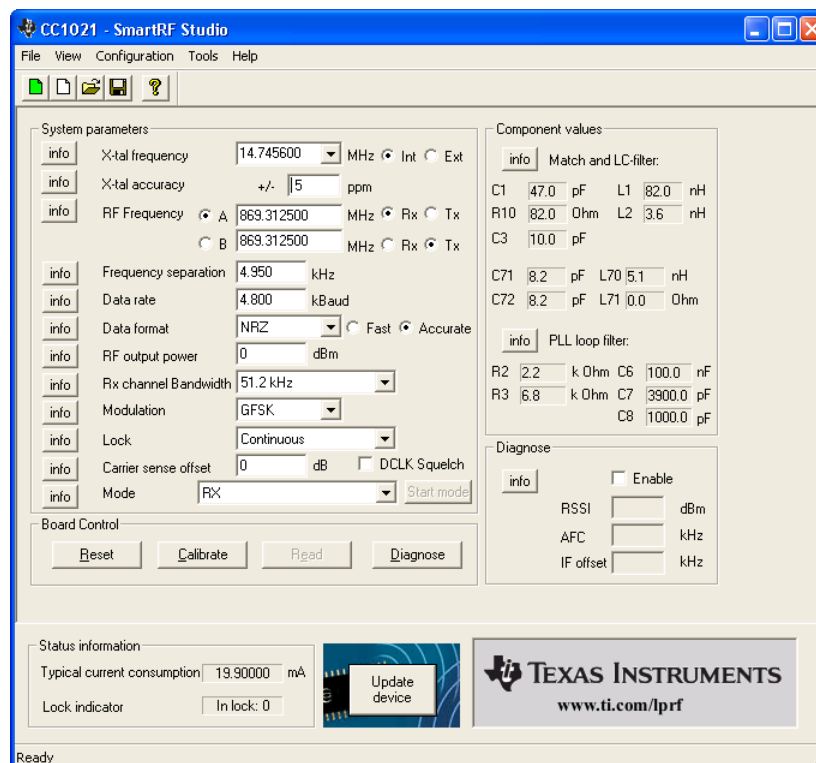 CC1021 - SmartRF Studio
File View Configuration Tools Help
System parameters
info X-tal frequency 14.745600 MHz Int Ext
info X-tal accuracy +/- 5 ppm
info RF Frequency A 869.312500 MHz Rx Tx
B 869.312500 MHz Rx Tx
info Frequency separation 4.950 kHz
info Data rate 4.800 kBaud
info Data format NRZ Fast Accurate
info RF output power 0 dBm
info Rx channel Bandwidth 51.2 kHz
info Modulation GFSK
info Lock Continuous
info Carrier sense offset 0 dB DCLK Squelch
info Mode RX Start mode
Board Control
Reset Calibrate Read Diagnose
Component values
info Match and LC-filter:
C1 47.0 pF L1 82.0 nH
R10 82.0 Ohm L2 3.6 nH
C3 10.0 pF
C71 8.2 pF L70 5.1 nH
C72 8.2 pF L71 0.0 Ohm
info PLL loop filter:
R2 2.2 k Ohm C6 100.0 nF
R3 6.8 k Ohm C7 3900.0 pF
C8 1000.0 pF
Diagnose
info Enable
RSSI dBm
AFC kHz
IF offset kHz
Status information
Typical current consumption 19.90000 mA
Lock indicator In lock: 0
Update
device
TEXAS INSTRUMENTS
www.ti.com/lprf
Ready